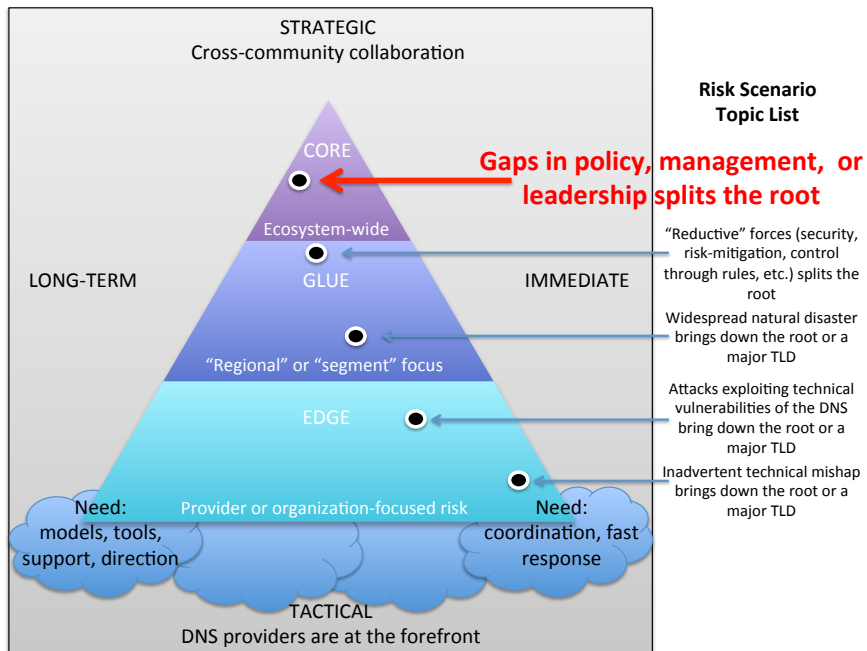 STRATEGIC
Cross-community collaboration
Risk Scenario
Topic List
CORE
Gaps in policy, management, or
leadership splits the root
Ecosystem-wide
“Reductive” forces (security,
risk-mitigation, control
through rules, etc.) splits the
root
LONG-TERM
GLUE
IMMEDIATE
Widespread natural disaster
brings down the root or a
major TLD
“Regional” or “segment” focus
Attacks exploiting technical
vulnerabilities of the DNS
bring down the root or a
major TLD
EDGE
Inadvertent technical mishap
brings down the root or a
major TLD
Need:
models, tools,
support, direction
Provider or organization-focused risk
Need:
coordination, fast
response
TACTICAL
DNS providers are at the forefront